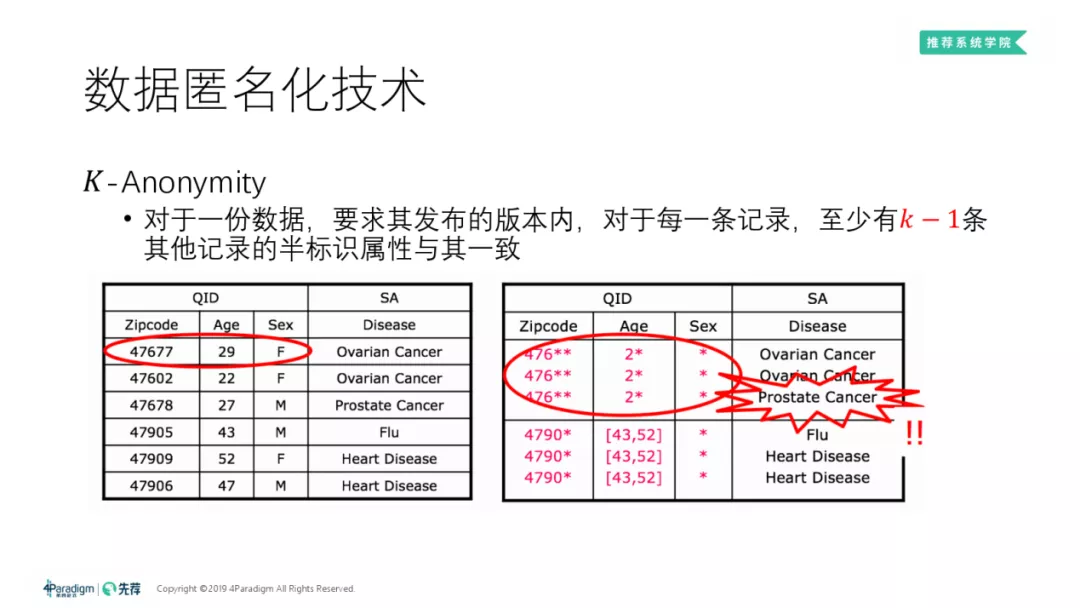 推荐系统学院
数据匿名化技术
K-Anonymity
• 对于一份数据，要求其发布的版本内，对于每一条记录，至少有k − 1条
其他记录的半标识属性与其一致
QID SA
Zipcode Age Sex Disease
47677 29 F Ovarian Cancer
47602 22 F Ovarian Cancer
47678 27 M Prostate Cancer
47905 43 M Flu
47909 52 F Heart Disease
47906 47 M Heart Disease
QID SA
Zipcode Age Sex Disease
476** 2* * Ovarian Cancer
476** 2* * Ovarian Cancer
476** 2* * Prostate Cancer
!!
4790* [43,52] * Flu
4790* [43,52] * Heart Disease
4790* [43,52] * Heart Disease
4Paradigm
第四范式
先荐
Copyright ©2019 4Paradigm All Rights Reserved.